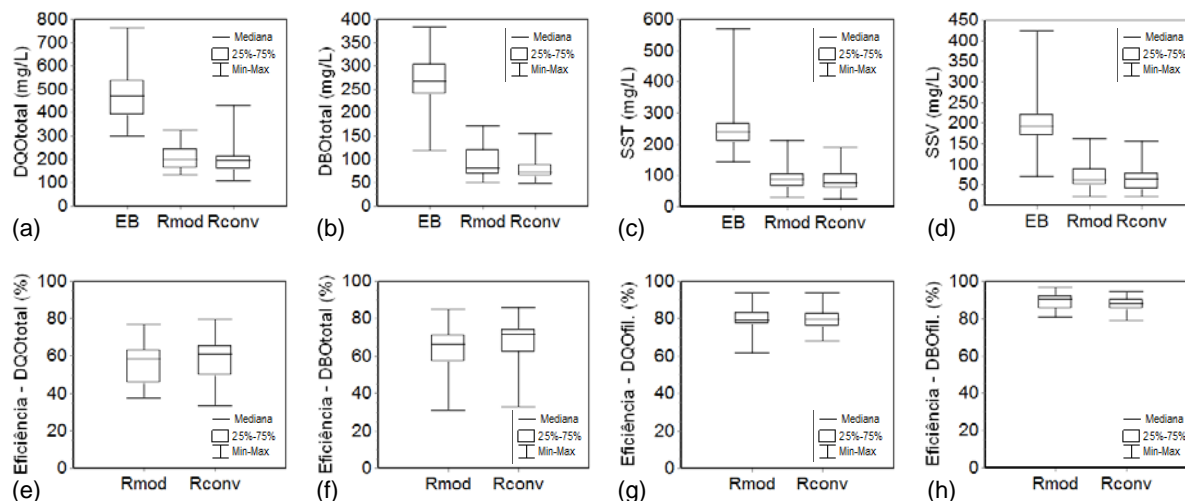 DQOtotal (mg/L)
800
700
600
500
400
300
200
100
0
Mediana
25%-75%
Min-Max
EB Rmod Rconv
(a)
DBOtotal (mg/L)
400
350
300
250
200
150
100
50
0
Mediana
25%-75%
Min-Max
EB Rmod Rconv
(b)
SST (mg/L)
600
500
400
300
200
100
0
Mediana
25%-75%
Min-Max
EB Rmod Rconv
(c)
SSV (mg/L)
450
400
350
300
250
200
150
100
50
0
Mediana
25%-75%
Min-Max
EB Rmod Rconv
(d)
Eficiência - DQOtotal (%)
100
80
60
40
20
0
Mediana
25%-75%
Min-Max
Rmod Rconv
(e)
Eficiência - DBOtotal (%)
100
80
60
40
20
0
Mediana
25%-75%
Min-Max
Rmod Rconv
(f)
Eficiência - DQOfil. (%)
100
80
60
40
20
0
Mediana
25%-75%
Min-Max
Rmod Rconv
(g)
Eficiência - DBOfil. (%)
100
80
60
40
20
0
Mediana
25%-75%
Min-Max
Rmod Rconv
(h)